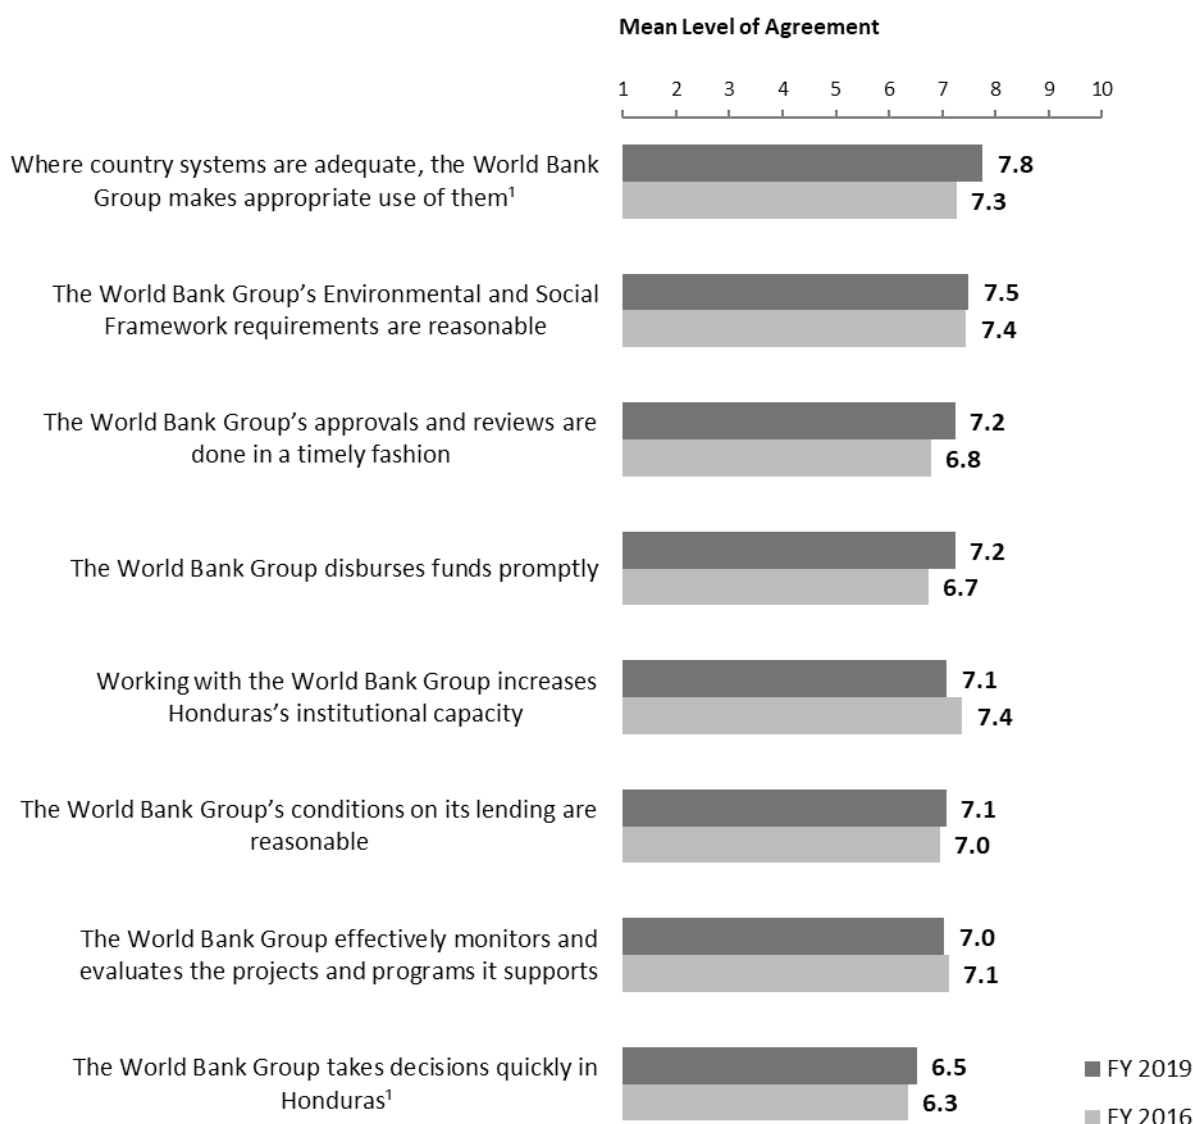 Mean Level of Agreement
1 2 3 4 5 6 7 8 9 10
Where country systems are adequate, the World Bank
Group makes appropriate use of them¹
7.8
7.3
The World Bank Group’s Environmental and Social
Framework requirements are reasonable
7.5
7.4
The World Bank Group’s approvals and reviews are
done in a timely fashion
7.2
6.8
The World Bank Group disburses funds promptly
7.2
6.7
Working with the World Bank Group increases
Honduras’s institutional capacity
7.1
7.4
The World Bank Group’s conditions on its lending are
reasonable
7.1
7.0
The World Bank Group effectively monitors and
evaluates the projects and programs it supports
7.0
7.1
The World Bank Group takes decisions quickly in
Honduras¹
6.5
6.3
FY 2019
FY 2016